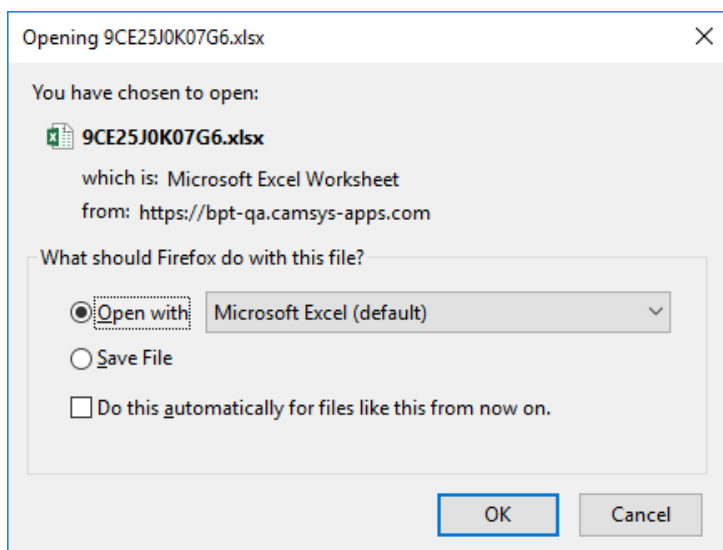 Opening 9CE25J0K07G6.xlsx
You have chosen to open:
9CE25J0K07G6.xlsx
which is: Microsoft Excel Worksheet
from: https://bpt-qa.camsys-apps.com
What should Firefox do with this file?
Open with Microsoft Excel (default)
Save File
Do this automatically for files like this from now on.
OK Cancel